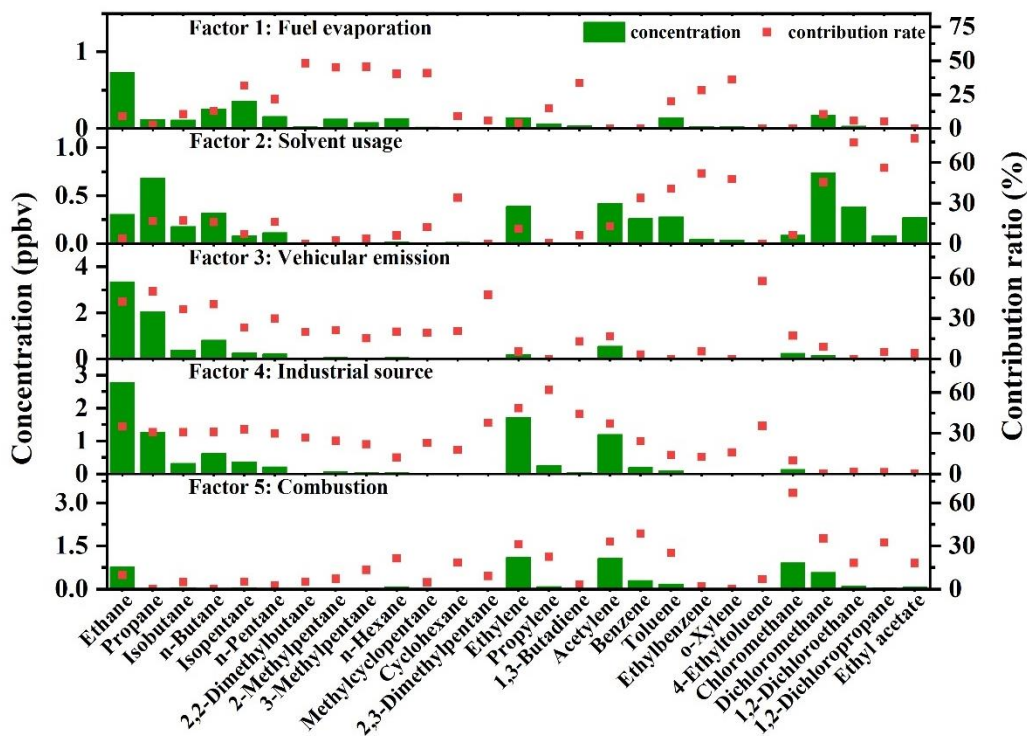 Factor 1: Fuel evaporation
concentration
contribution rate
1
0
75
50
25
0
Factor 2: Solvent usage
1.0
0.5
0.0
60
30
0
Factor 3: Vehicular emission
4
2
0
60
30
0
Factor 4: Industrial source
3
2
1
0
60
30
0
Factor 5: Combustion
3.0
1.5
0.0
60
30
0
Concentration (ppbv)
Contribution ratio (%)
Ethane
Propane
Isobutane
n-Butane
Isopentane
n-Pentane
2,2-Dimethylbutane
2-Methylpentane
3-Methylpentane
n-Hexane
Methylcyclopentane
Cyclohexane
2,3-Dimethylpentane
Ethylene
Propylene
1,3-Butadiene
Acetylene
Benzene
Toluene
Ethylbenzene
o-Xylene
4-Ethyltoluene
Chloromethane
Dichloromethane
1,2-Dichloroethane
1,2-Dichloropropane
Ethyl acetate